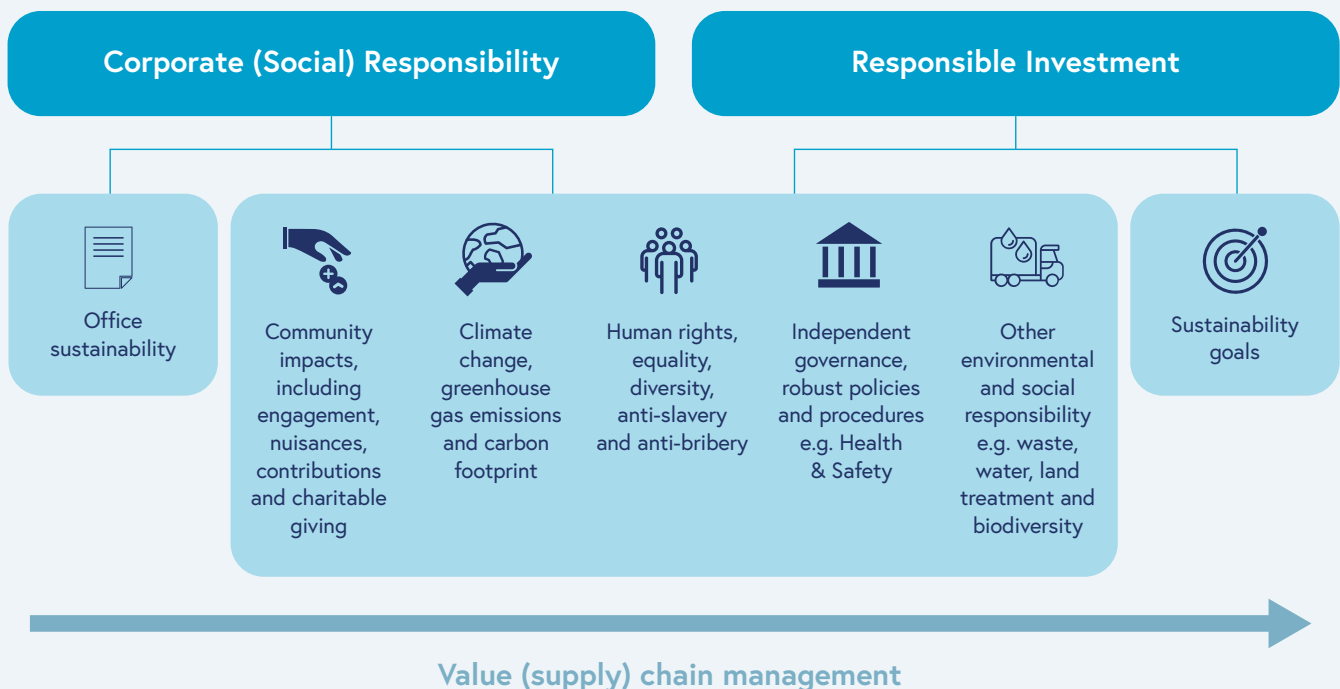 Corporate (Social) Responsibility
Responsible Investment
Office
sustainability
Community
impacts,
including
engagement,
nuisances,
contributions
and charitable
giving
Climate
change,
greenhouse
gas emissions
and carbon
footprint
Human rights,
equality,
diversity,
anti-slavery
and anti-bribery
Independent
governance,
robust policies
and procedures
e.g. Health
& Safety
Other
environmental
and social
responsibility
e.g. waste,
water, land
treatment and
biodiversity
Sustainability
goals
Value (supply) chain management